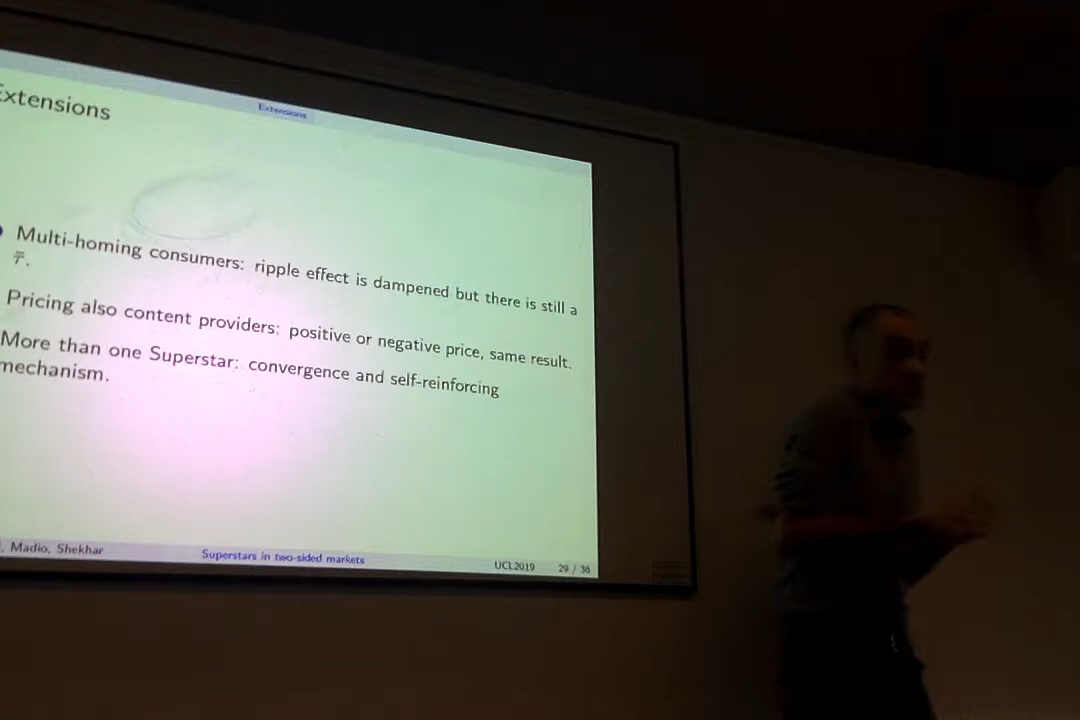 Extensions
Extensions
Multi-homing consumers: ripple effect is dampened but there is still a
τ̄.
Pricing also content providers: positive or negative price, same result.
More than one Superstar: convergence and self-reinforcing
mechanism.
, Madio, Shekhar
Superstars in two-sided markets
UCL2019
29 / 36